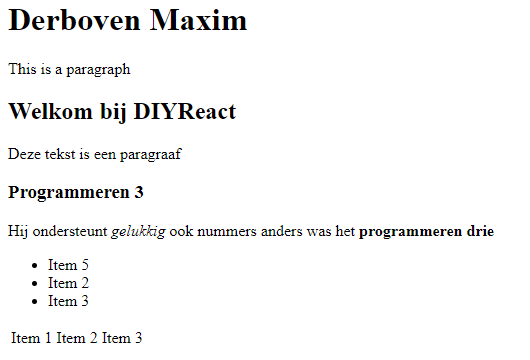 Derboven Maxim
This is a paragraph
Welkom bij DIYReact
Deze tekst is een paragraaf
Programmeren 3
Hij ondersteunt gelukkig ook nummers anders was het programmeren drie
Item 5
Item 2
Item 3
Item 1 Item 2 Item 3